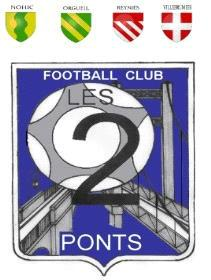 NOHIC ORGUEIL REYNIES VILLEBRUMIER
FOOTBALL CLUB
LES
2
PONTS